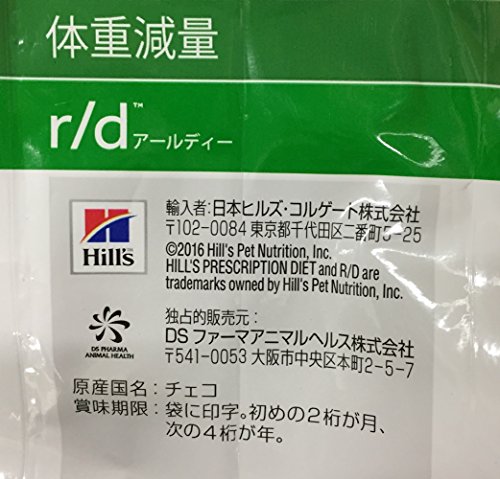 体重減量
r/d™アールディー
輸入者:日本ヒルズ・コルゲート株式会社
〒102-0084 東京都千代田区二番町5-25
©2016 Hill's Pet Nutrition, Inc.
HILL'S PRESCRIPTION DIET and R/D are
trademarks owned by Hill's Pet Nutrition, Inc.
Hill's
独占的販売元:
DS ファーマアニマルヘルス株式会社
〒541-0053 大阪市中央区本町2-5-7
DS PHARMA
ANIMAL HEALTH
原産国名:チェコ
賞味期限:袋に印字。初めの2桁が月、
次の4桁が年。